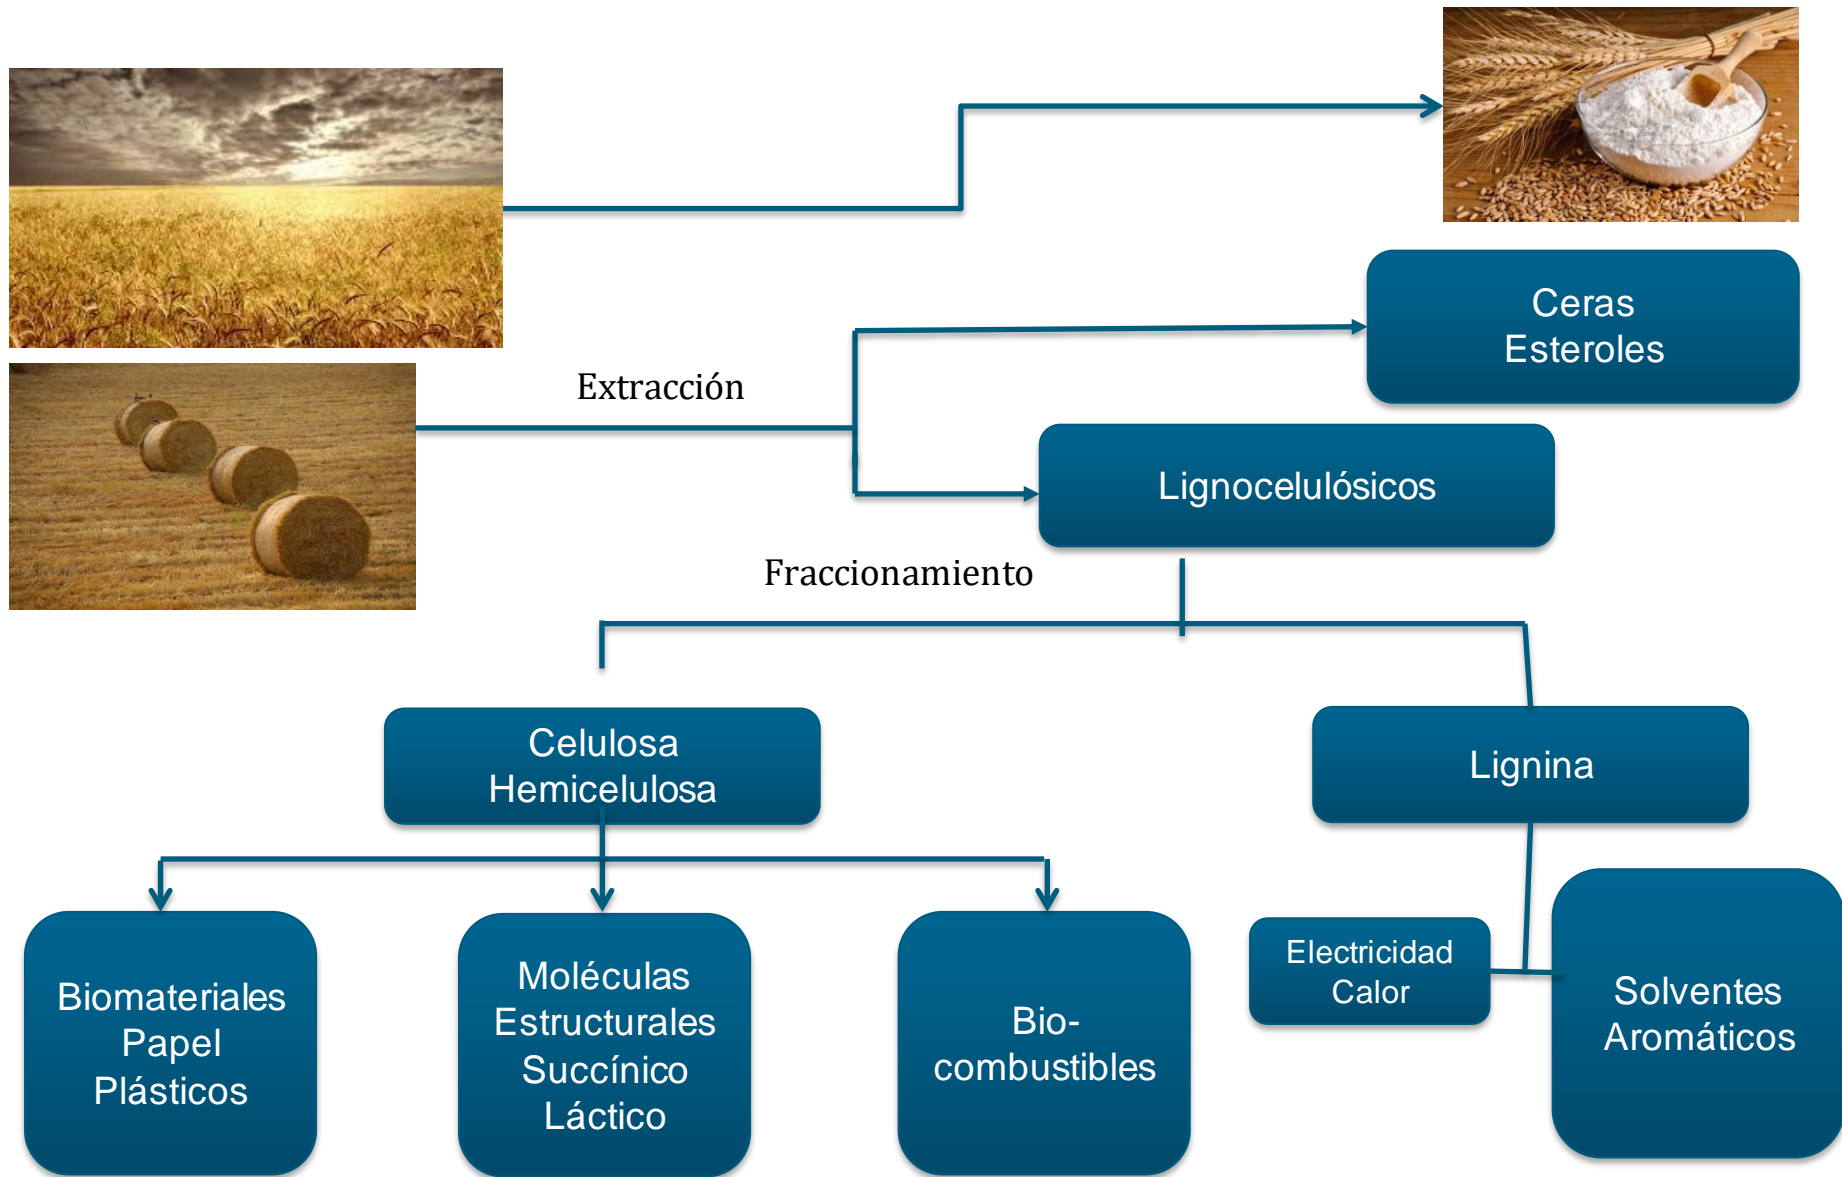 Ceras
Esteroles
Extracción
Lignocelulósicos
Fraccionamiento
Celulosa
Hemicelulosa
Lignina
Biomateriales
Papel
Plásticos
Moléculas
Estructurales
Succínico
Láctico
Bio-
combustibles
Electricidad
Calor
Solventes
Aromáticos